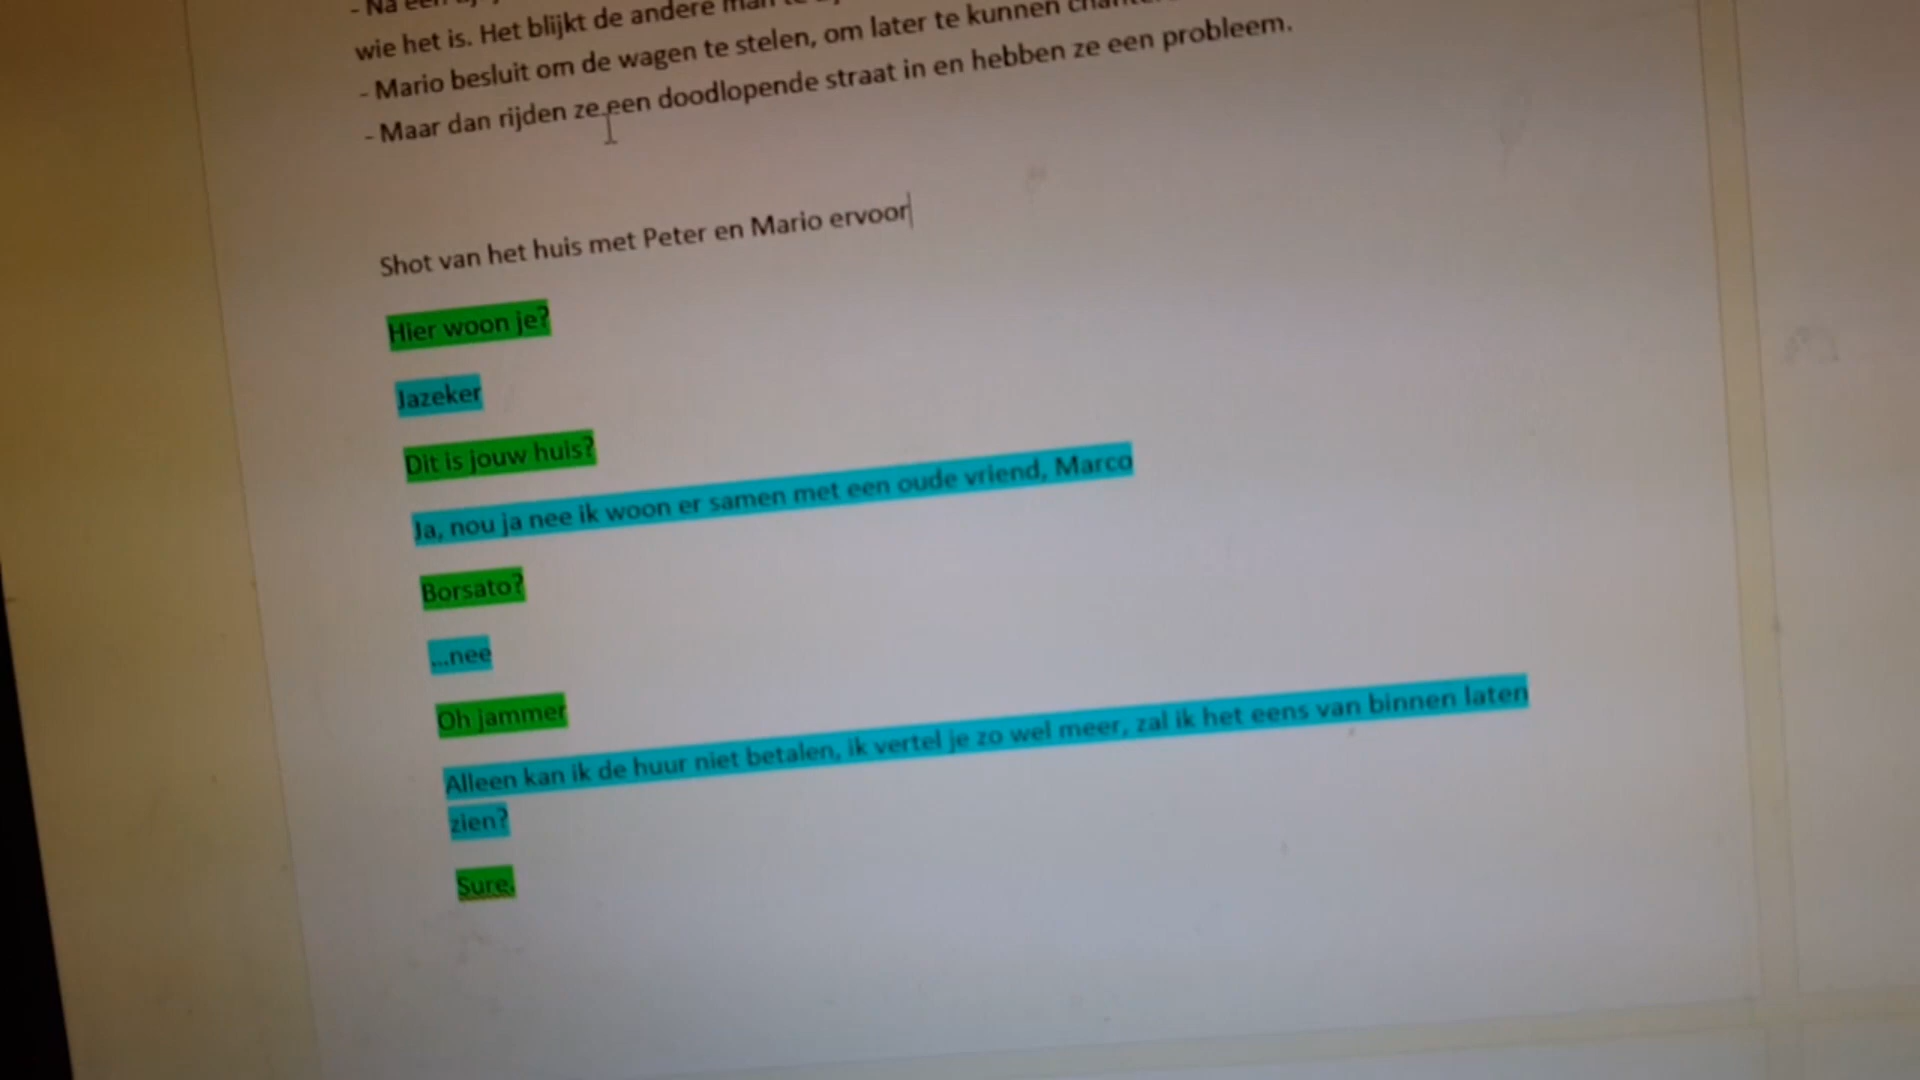 - Na een
wie het is. Het blijkt de andere man te
- Mario besluit om de wagen te stelen, om later te kunnen
- Maar dan rijden ze een doodlopende straat in en hebben ze een probleem.
Shot van het huis met Peter en Mario ervoor
Hier woon je?
Jazeker
Dit is jouw huis?
Ja, nou ja nee ik woon er samen met een oude vriend, Marco
Borsato?
...nee
Oh jammer
Alleen kan ik de huur niet betalen, ik vertel je zo wel meer, zal ik het eens van binnen laten
zien?
Sure.